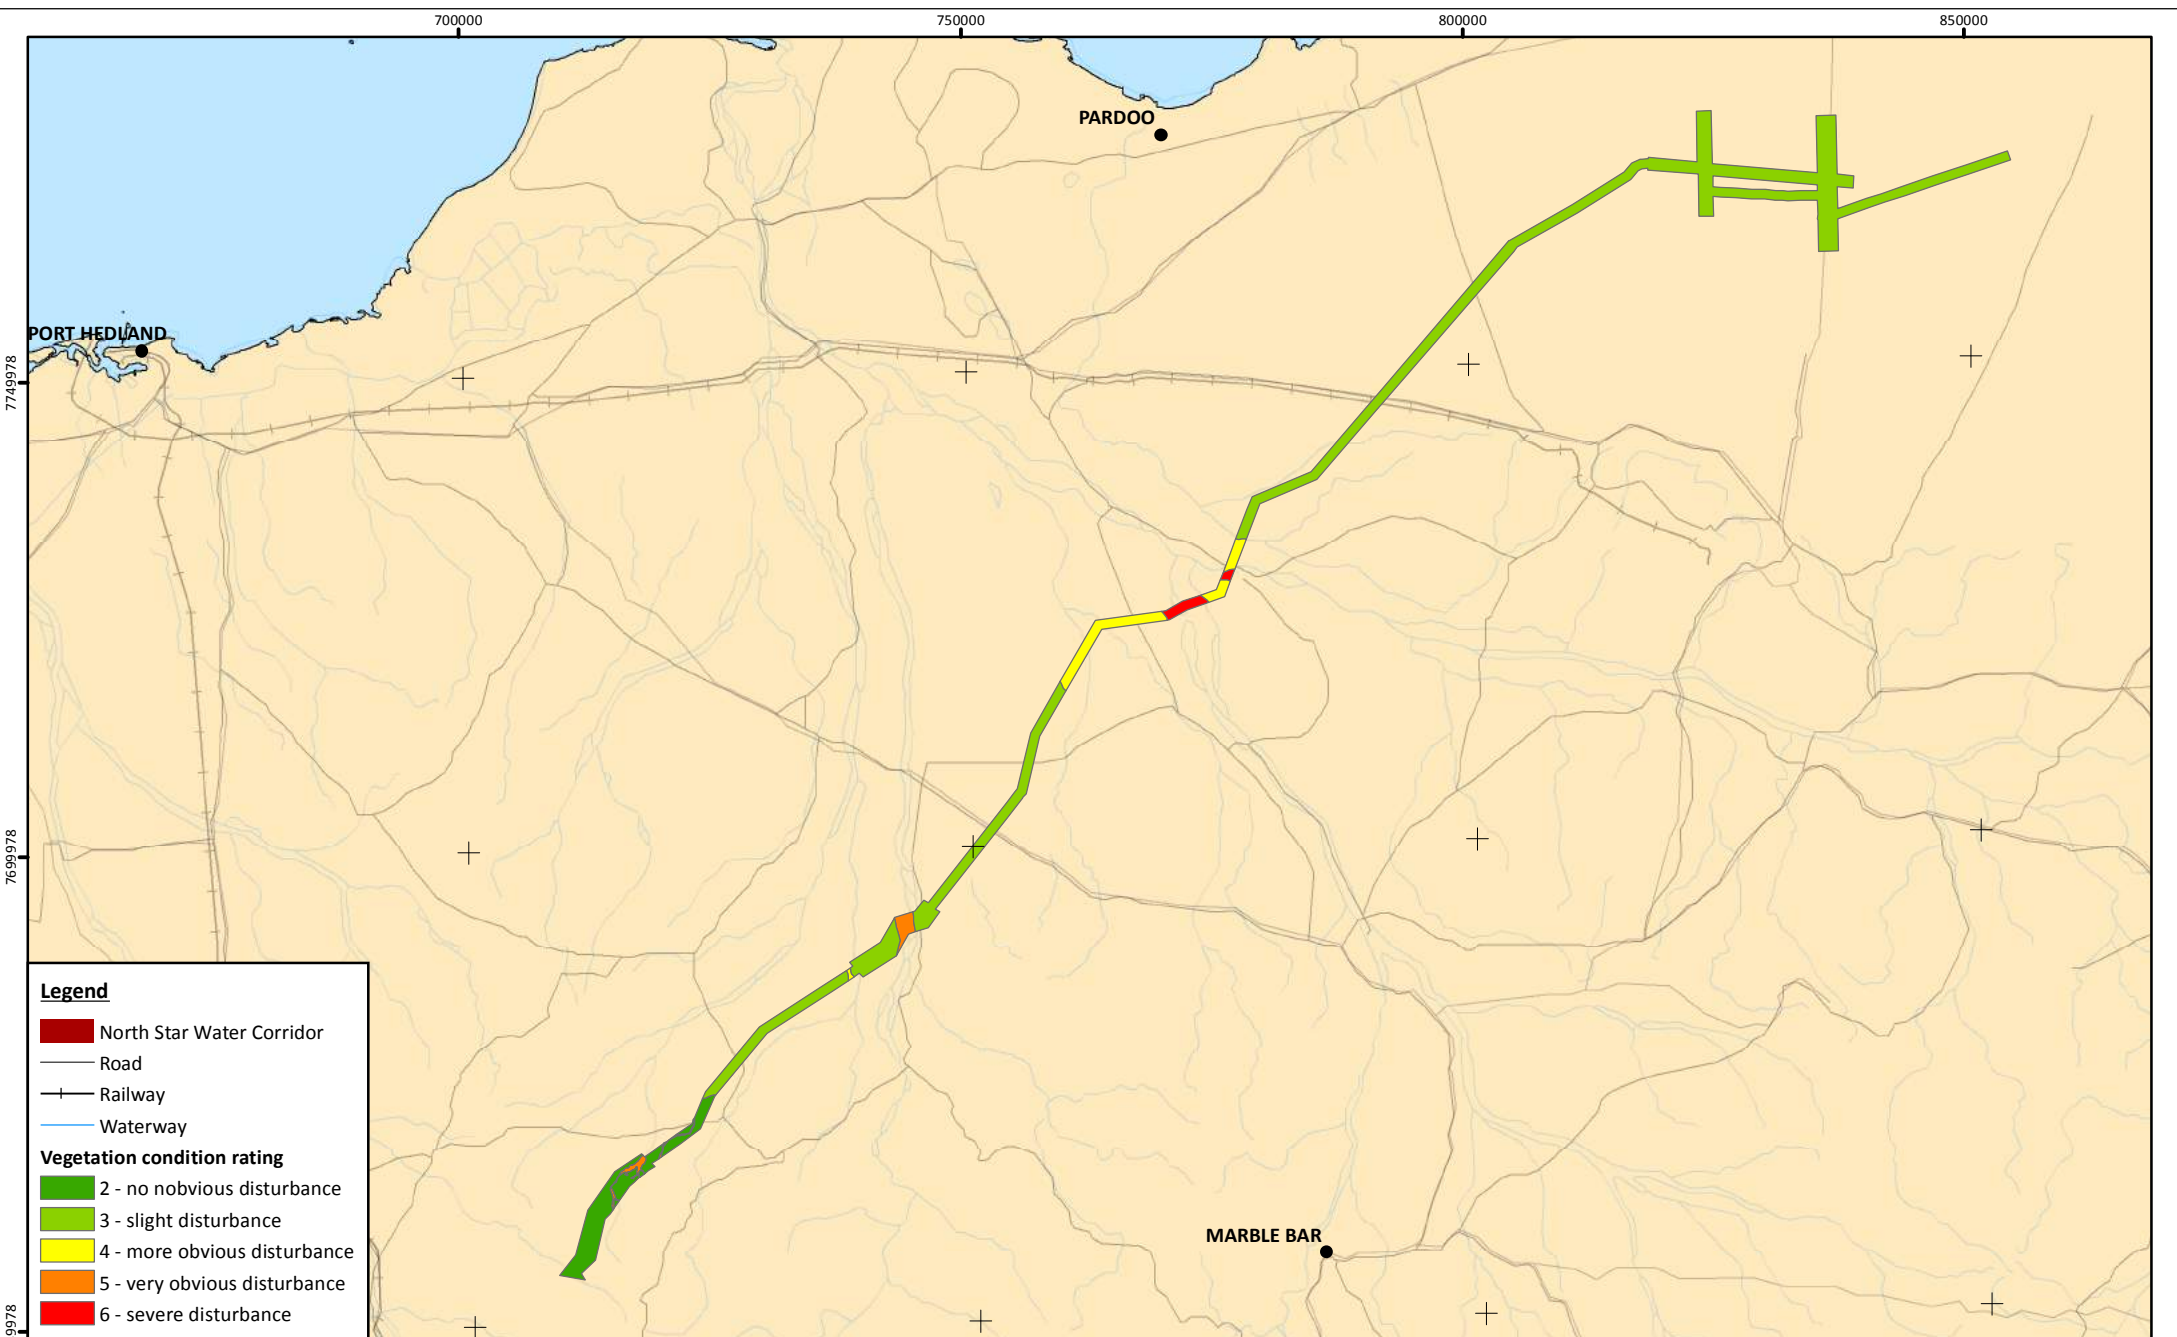 700000 750000 800000 850000
PARDOO
PORT HEDLAND
7749978
7699978
MARBLE BAR
9978
Legend
North Star Water Corridor
Road
Railway
Waterway
Vegetation condition rating
2 - no nobvious disturbance
3 - slight disturbance
4 - more obvious disturbance
5 - very obvious disturbance
6 - severe disturbance